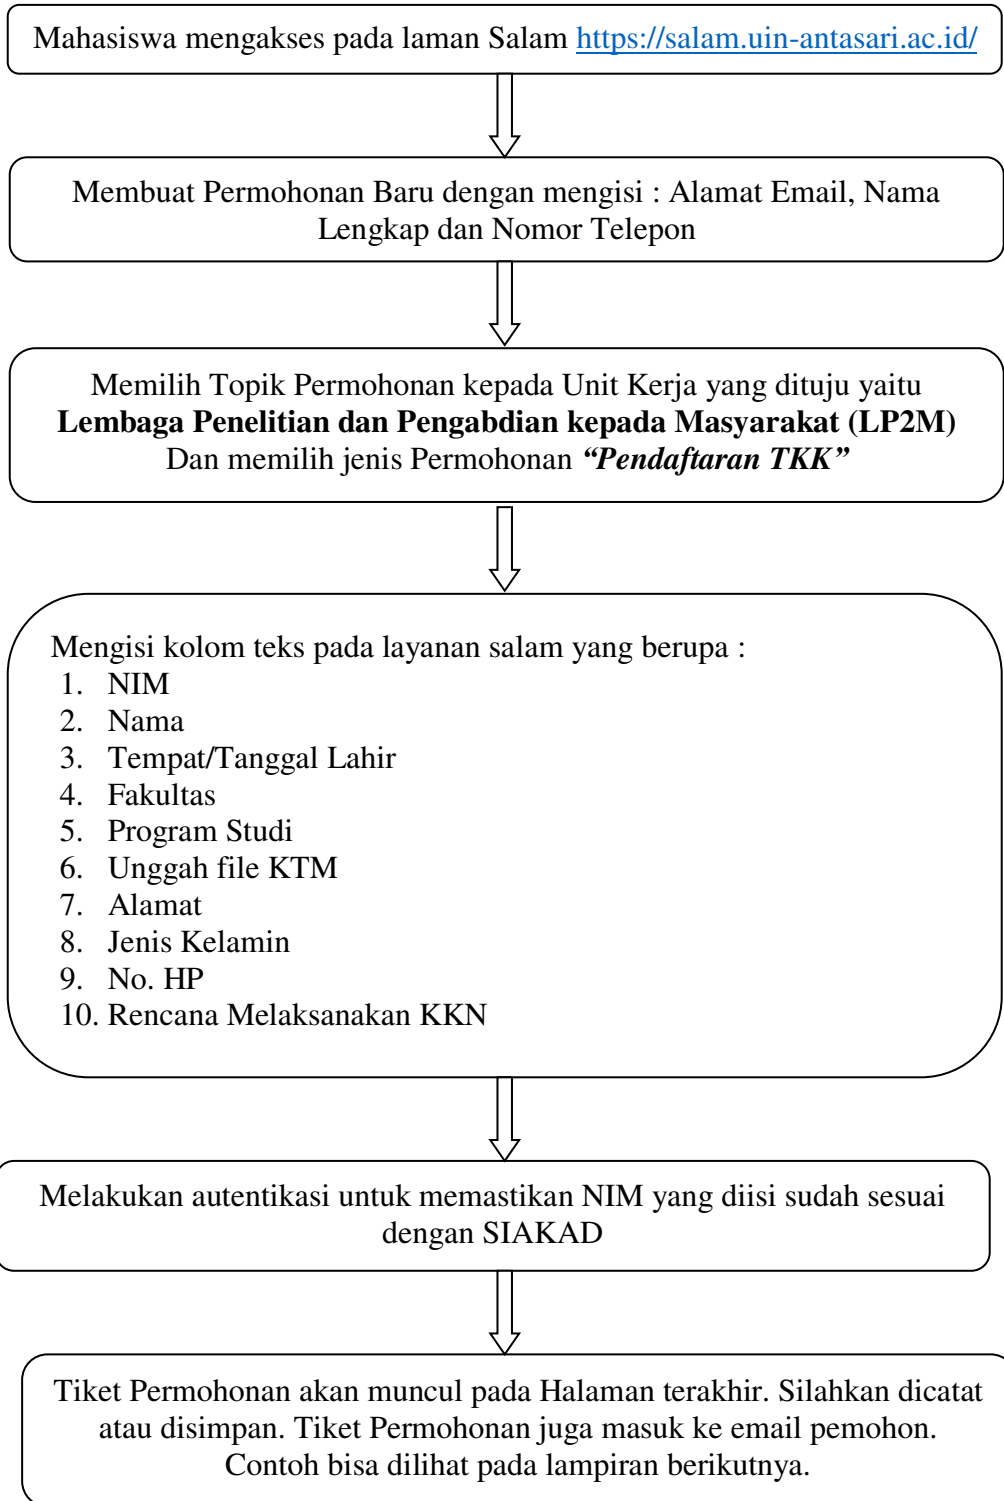 Mahasiswa mengakses pada laman Salam https://salam.uin-antasari.ac.id/
Membuat Permohonan Baru dengan mengisi : Alamat Email, Nama
Lengkap dan Nomor Telepon
Memilih Topik Permohonan kepada Unit Kerja yang dituju yaitu
Lembaga Penelitian dan Pengabdian kepada Masyarakat (LP2M)
Dan memilih jenis Permohonan “Pendaftaran TKK”
Mengisi kolom teks pada layanan salam yang berupa :
1. NIM
2. Nama
3. Tempat/Tanggal Lahir
4. Fakultas
5. Program Studi
6. Unggah file KTM
7. Alamat
8. Jenis Kelamin
9. No. HP
10. Rencana Melaksanakan KKN
Melakukan autentikasi untuk memastikan NIM yang diisi sudah sesuai
dengan SIAKAD
Tiket Permohonan akan muncul pada Halaman terakhir. Silahkan dicatat
atau disimpan. Tiket Permohonan juga masuk ke email pemohon.
Contoh bisa dilihat pada lampiran berikutnya.